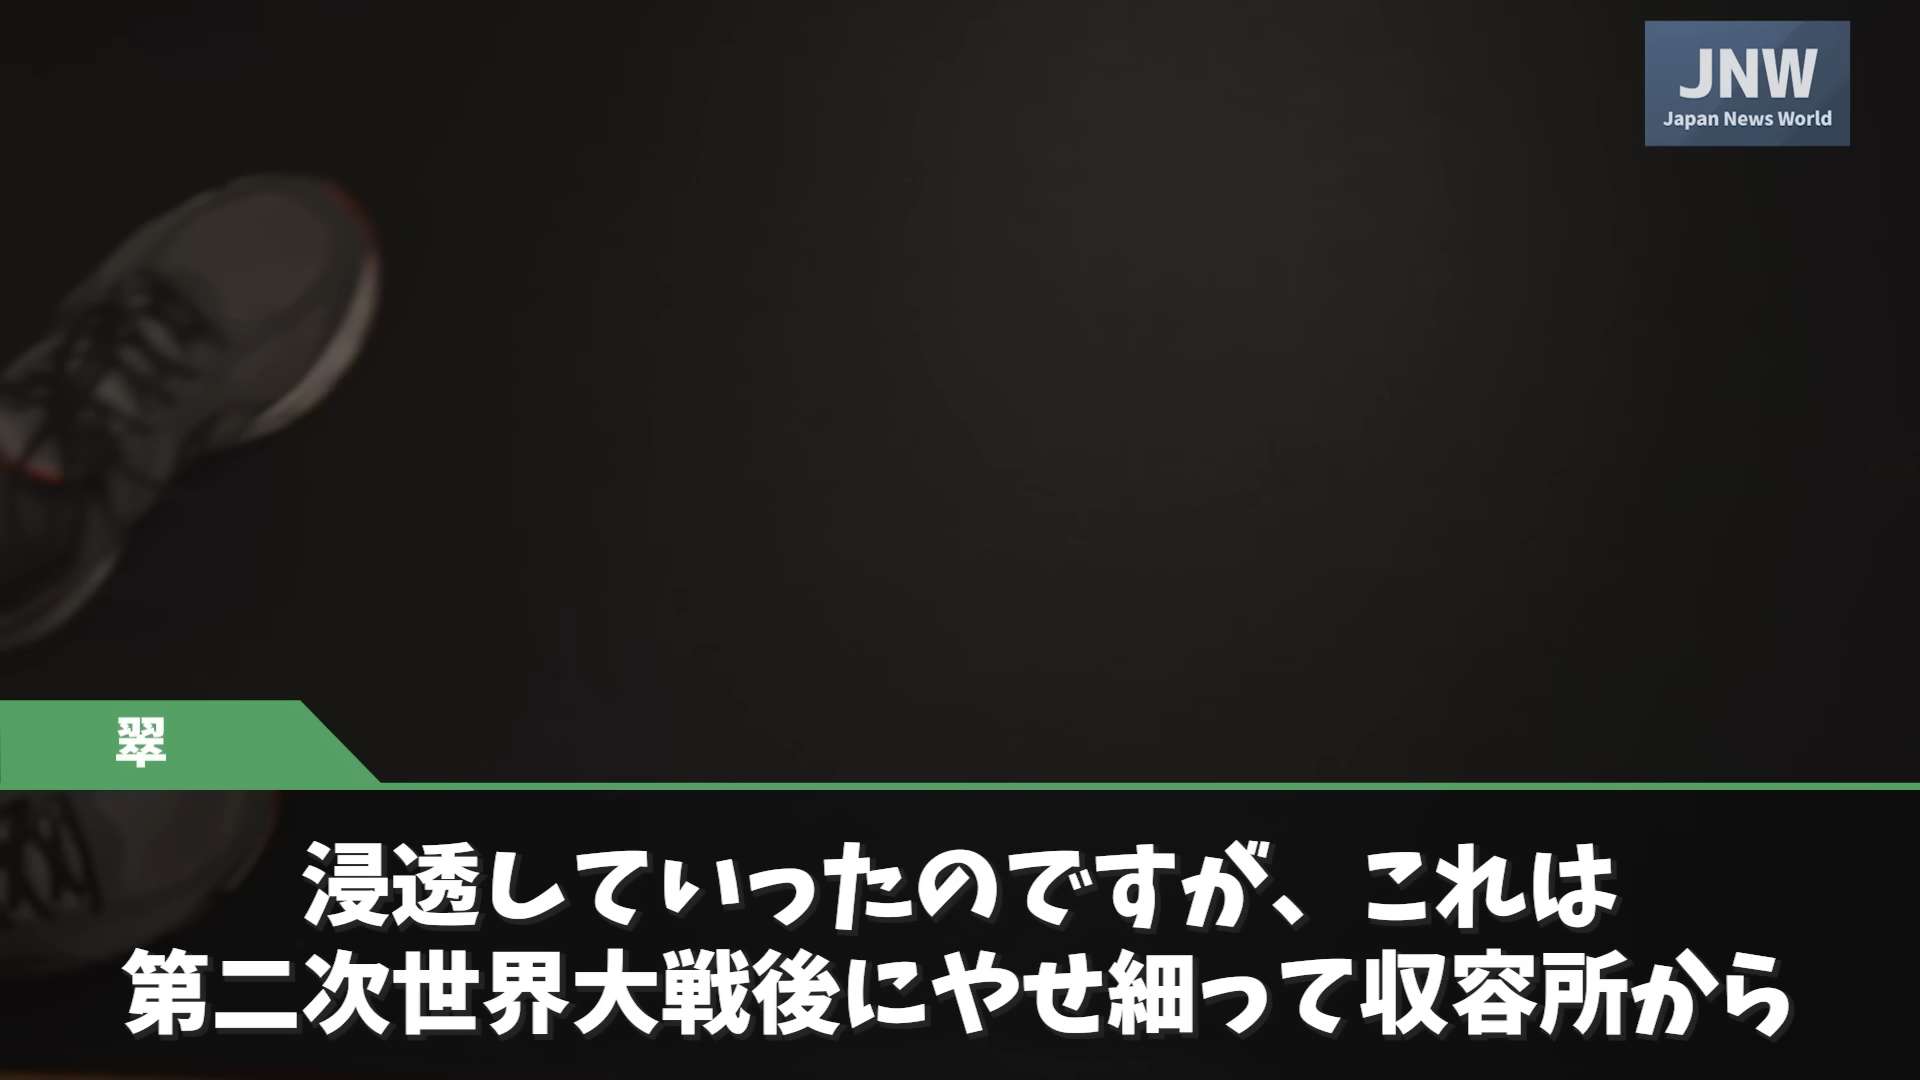 JNW
Japan News World
翠
浸透していったのですが、これは
第二次世界大戦後にやせ細って収容所から